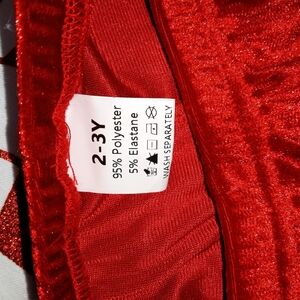 2-3Y
95% Polyester
5% Elastane
WASH SEPARATELY